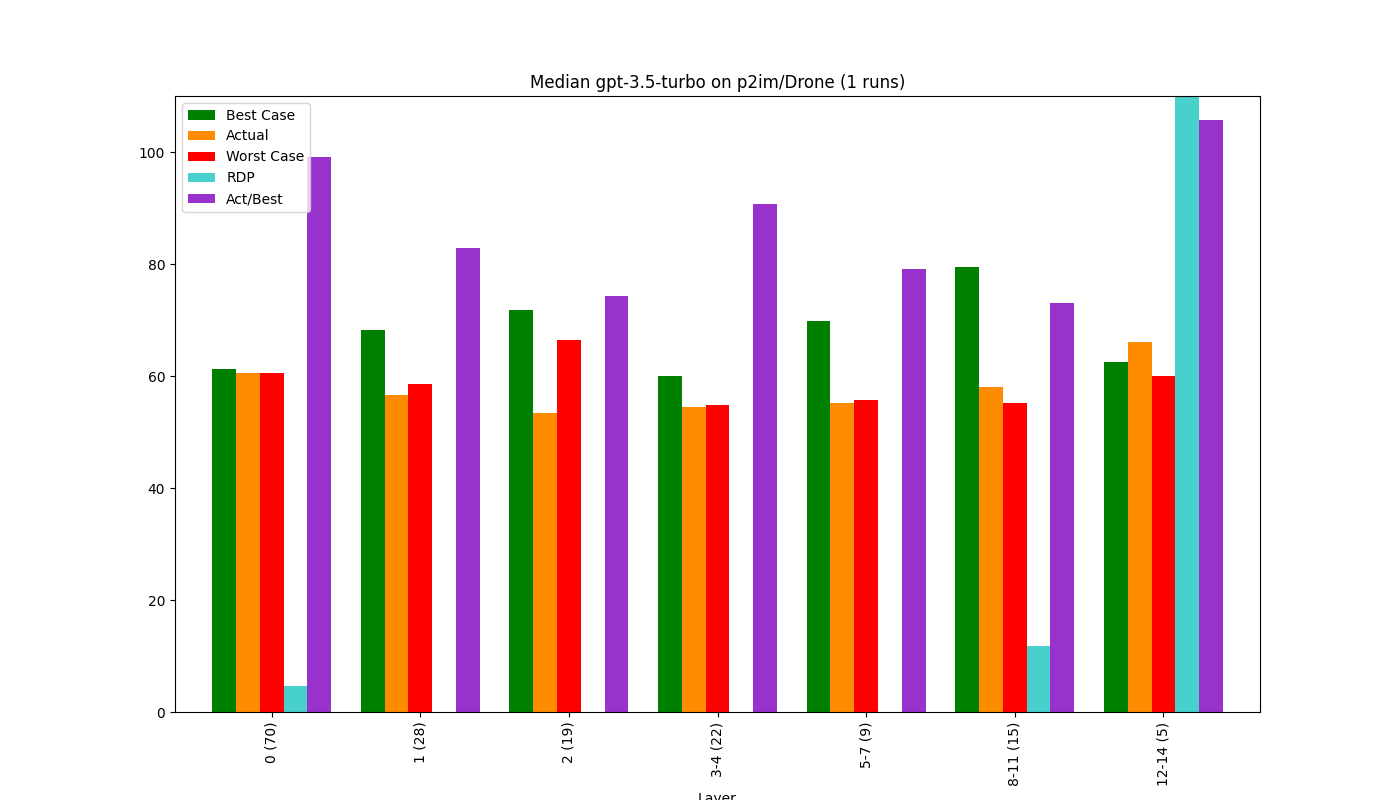 Median gpt-3.5-turbo on p2im/Drone (1 runs)
Best Case
Actual
Worst Case
RDP
Act/Best
100
80
60
40
20
0
0 (70)
1 (28)
2 (19)
3-4 (22)
5-7 (9)
8-11 (15)
12-14 (5)
Layer